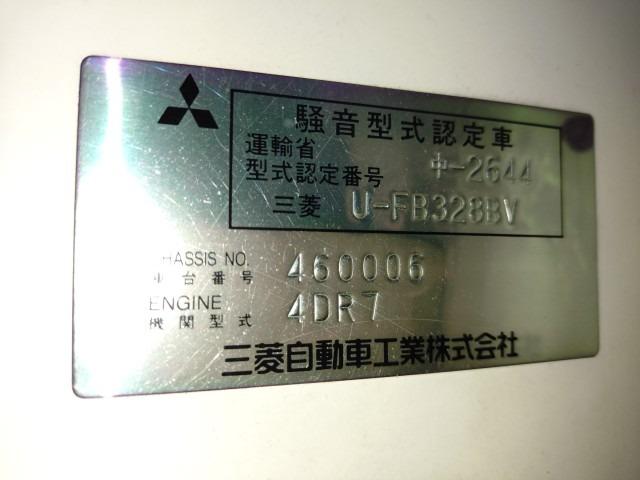 騒音型式認定車
運輸省
型式認定番号 中-2644
三菱 U-FB328BV
CHASSIS NO. 460006
車台番号
ENGINE 4DR7
機関型式
三菱自動車工業株式会社